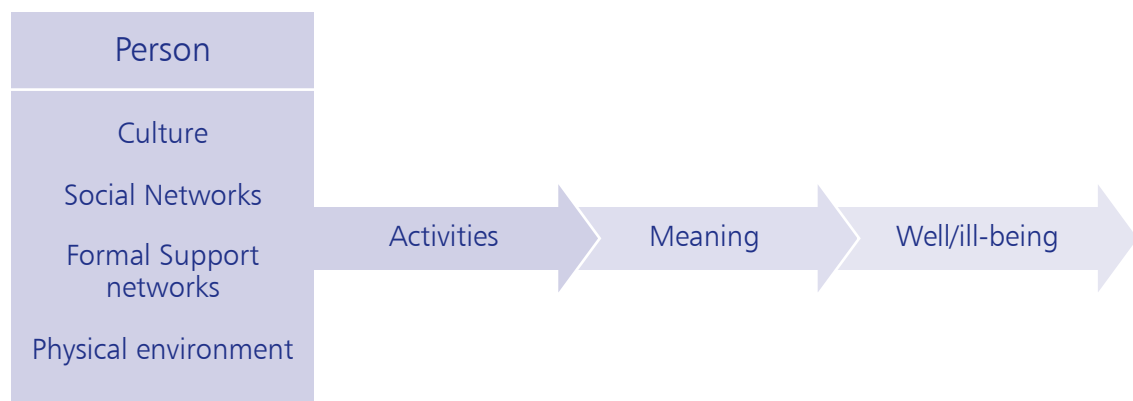 Person
Culture
Social Networks
Formal Support
networks
Physical environment
Activities
Meaning
Well/ill-being